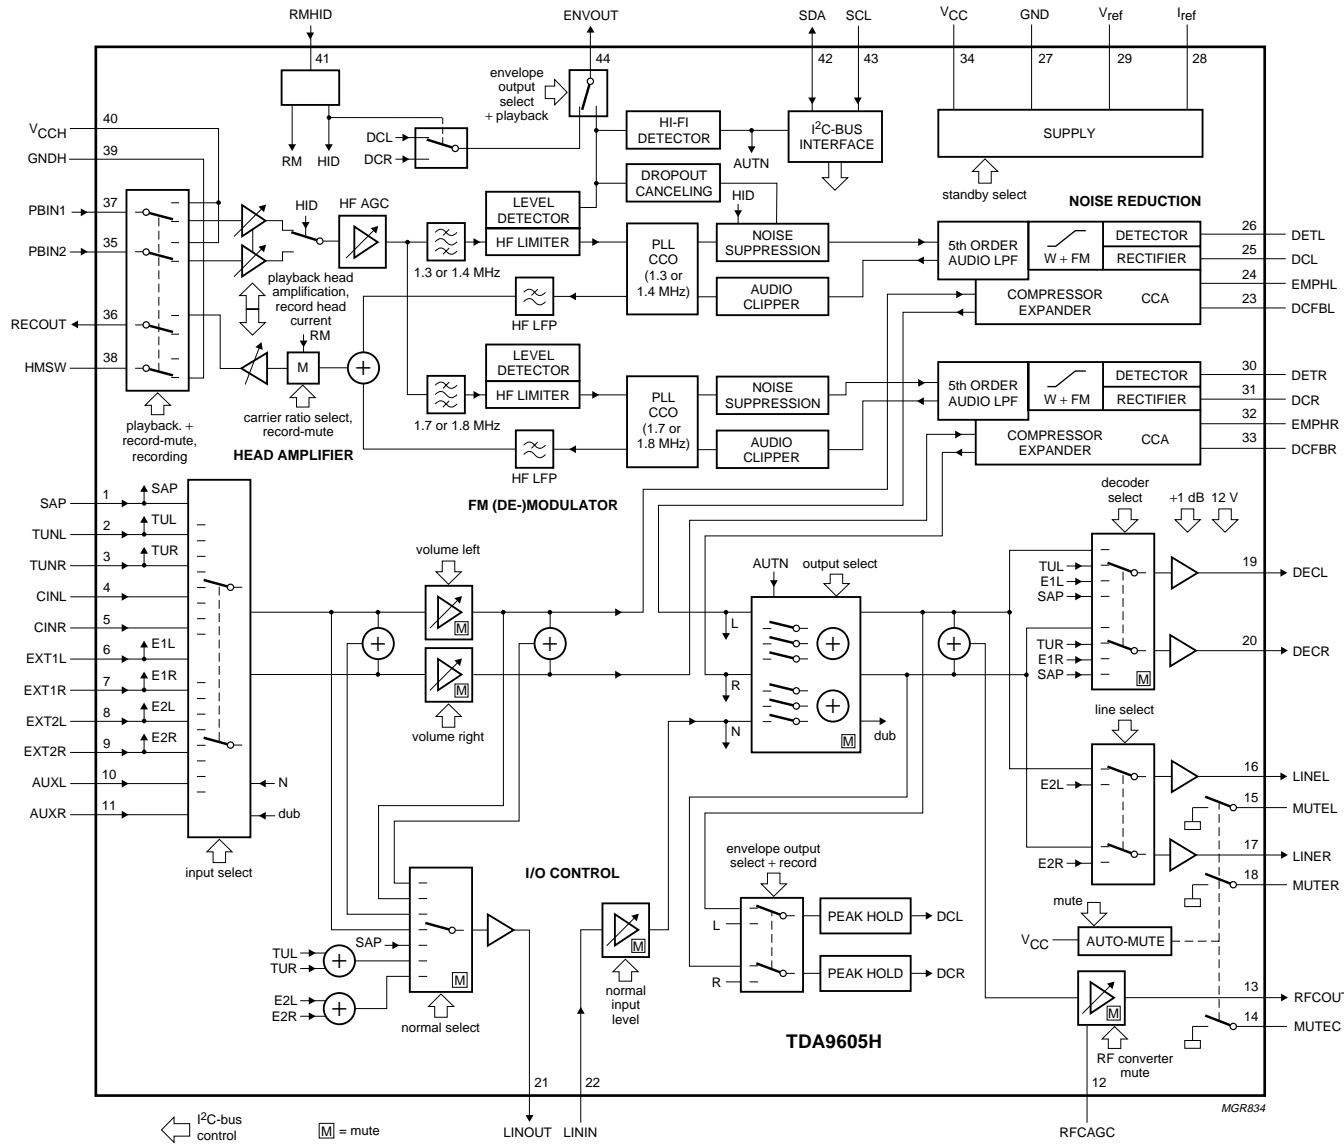 RMHID
ENVOUT
SDA
SCL
VCC
GND
Vref
Iref
41
44
42
43
34
27
29
28
envelope
output
select
+ playback
HI-FI
DETECTOR
I2C-BUS
INTERFACE
SUPPLY
standby select
VCCH
40
GNDH
39
RM
HID
DCL
DCR
AUTN
DROPOUT
CANCELING
NOISE REDUCTION
PBIN1
37
PBIN2
35
RECOUT
36
HMSW
38
HID
HF AGC
1.3 or 1.4 MHz
LEVEL
DETECTOR
HF LIMITER
PLL
CCO
(1.3 or
1.4 MHz)
HID
NOISE
SUPPRESSION
AUDIO
CLIPPER
HF LFP
5th ORDER
AUDIO LPF
W + FM
DETECTOR
RECTIFIER
COMPRESSOR
EXPANDER
CCA
26
DETL
25
DCL
24
EMPHL
23
DCFBL
playback head
amplification,
record head
current
RM
M
carrier ratio select,
record-mute
playback. +
record-mute,
recording
HEAD AMPLIFIER
1.7 or 1.8 MHz
LEVEL
DETECTOR
HF LIMITER
PLL
CCO
(1.7 or
1.8 MHz)
NOISE
SUPPRESSION
AUDIO
CLIPPER
HF LFP
FM (DE-)MODULATOR
5th ORDER
AUDIO LPF
W + FM
DETECTOR
RECTIFIER
COMPRESSOR
EXPANDER
CCA
30
DETR
31
DCR
32
EMPHR
33
DCFBR
SAP
1
SAP
TUNL
2
TUL
TUNR
3
TUR
CINL
4
CINR
5
EXT1L
6
E1L
EXT1R
7
E1R
EXT2L
8
E2L
EXT2R
9
E2R
AUXL
10
N
AUXR
11
dub
input select
volume left
M
M
volume right
AUTN
output select
L
R
N
M
dub
decoder
select
+1 dB
12 V
TUL
E1L
SAP
TUR
E1R
SAP
M
19
DECL
20
DECR
line select
E2L
E2R
16
LINEL
15
MUTEL
17
LINER
18
MUTER
mute
VCC
AUTO-MUTE
13
RFCOUT
14
MUTEC
M
RF converter
mute
12
RFCAGC
I/O CONTROL
envelope output
select + record
L
R
PEAK HOLD
DCL
PEAK HOLD
DCR
SAP
TUL
TUR
E2L
E2R
M
normal select
M
normal
input
level
TDA9605H
21
22
LINOUT
LININ
MGR834
I2C-bus
control
M = mute